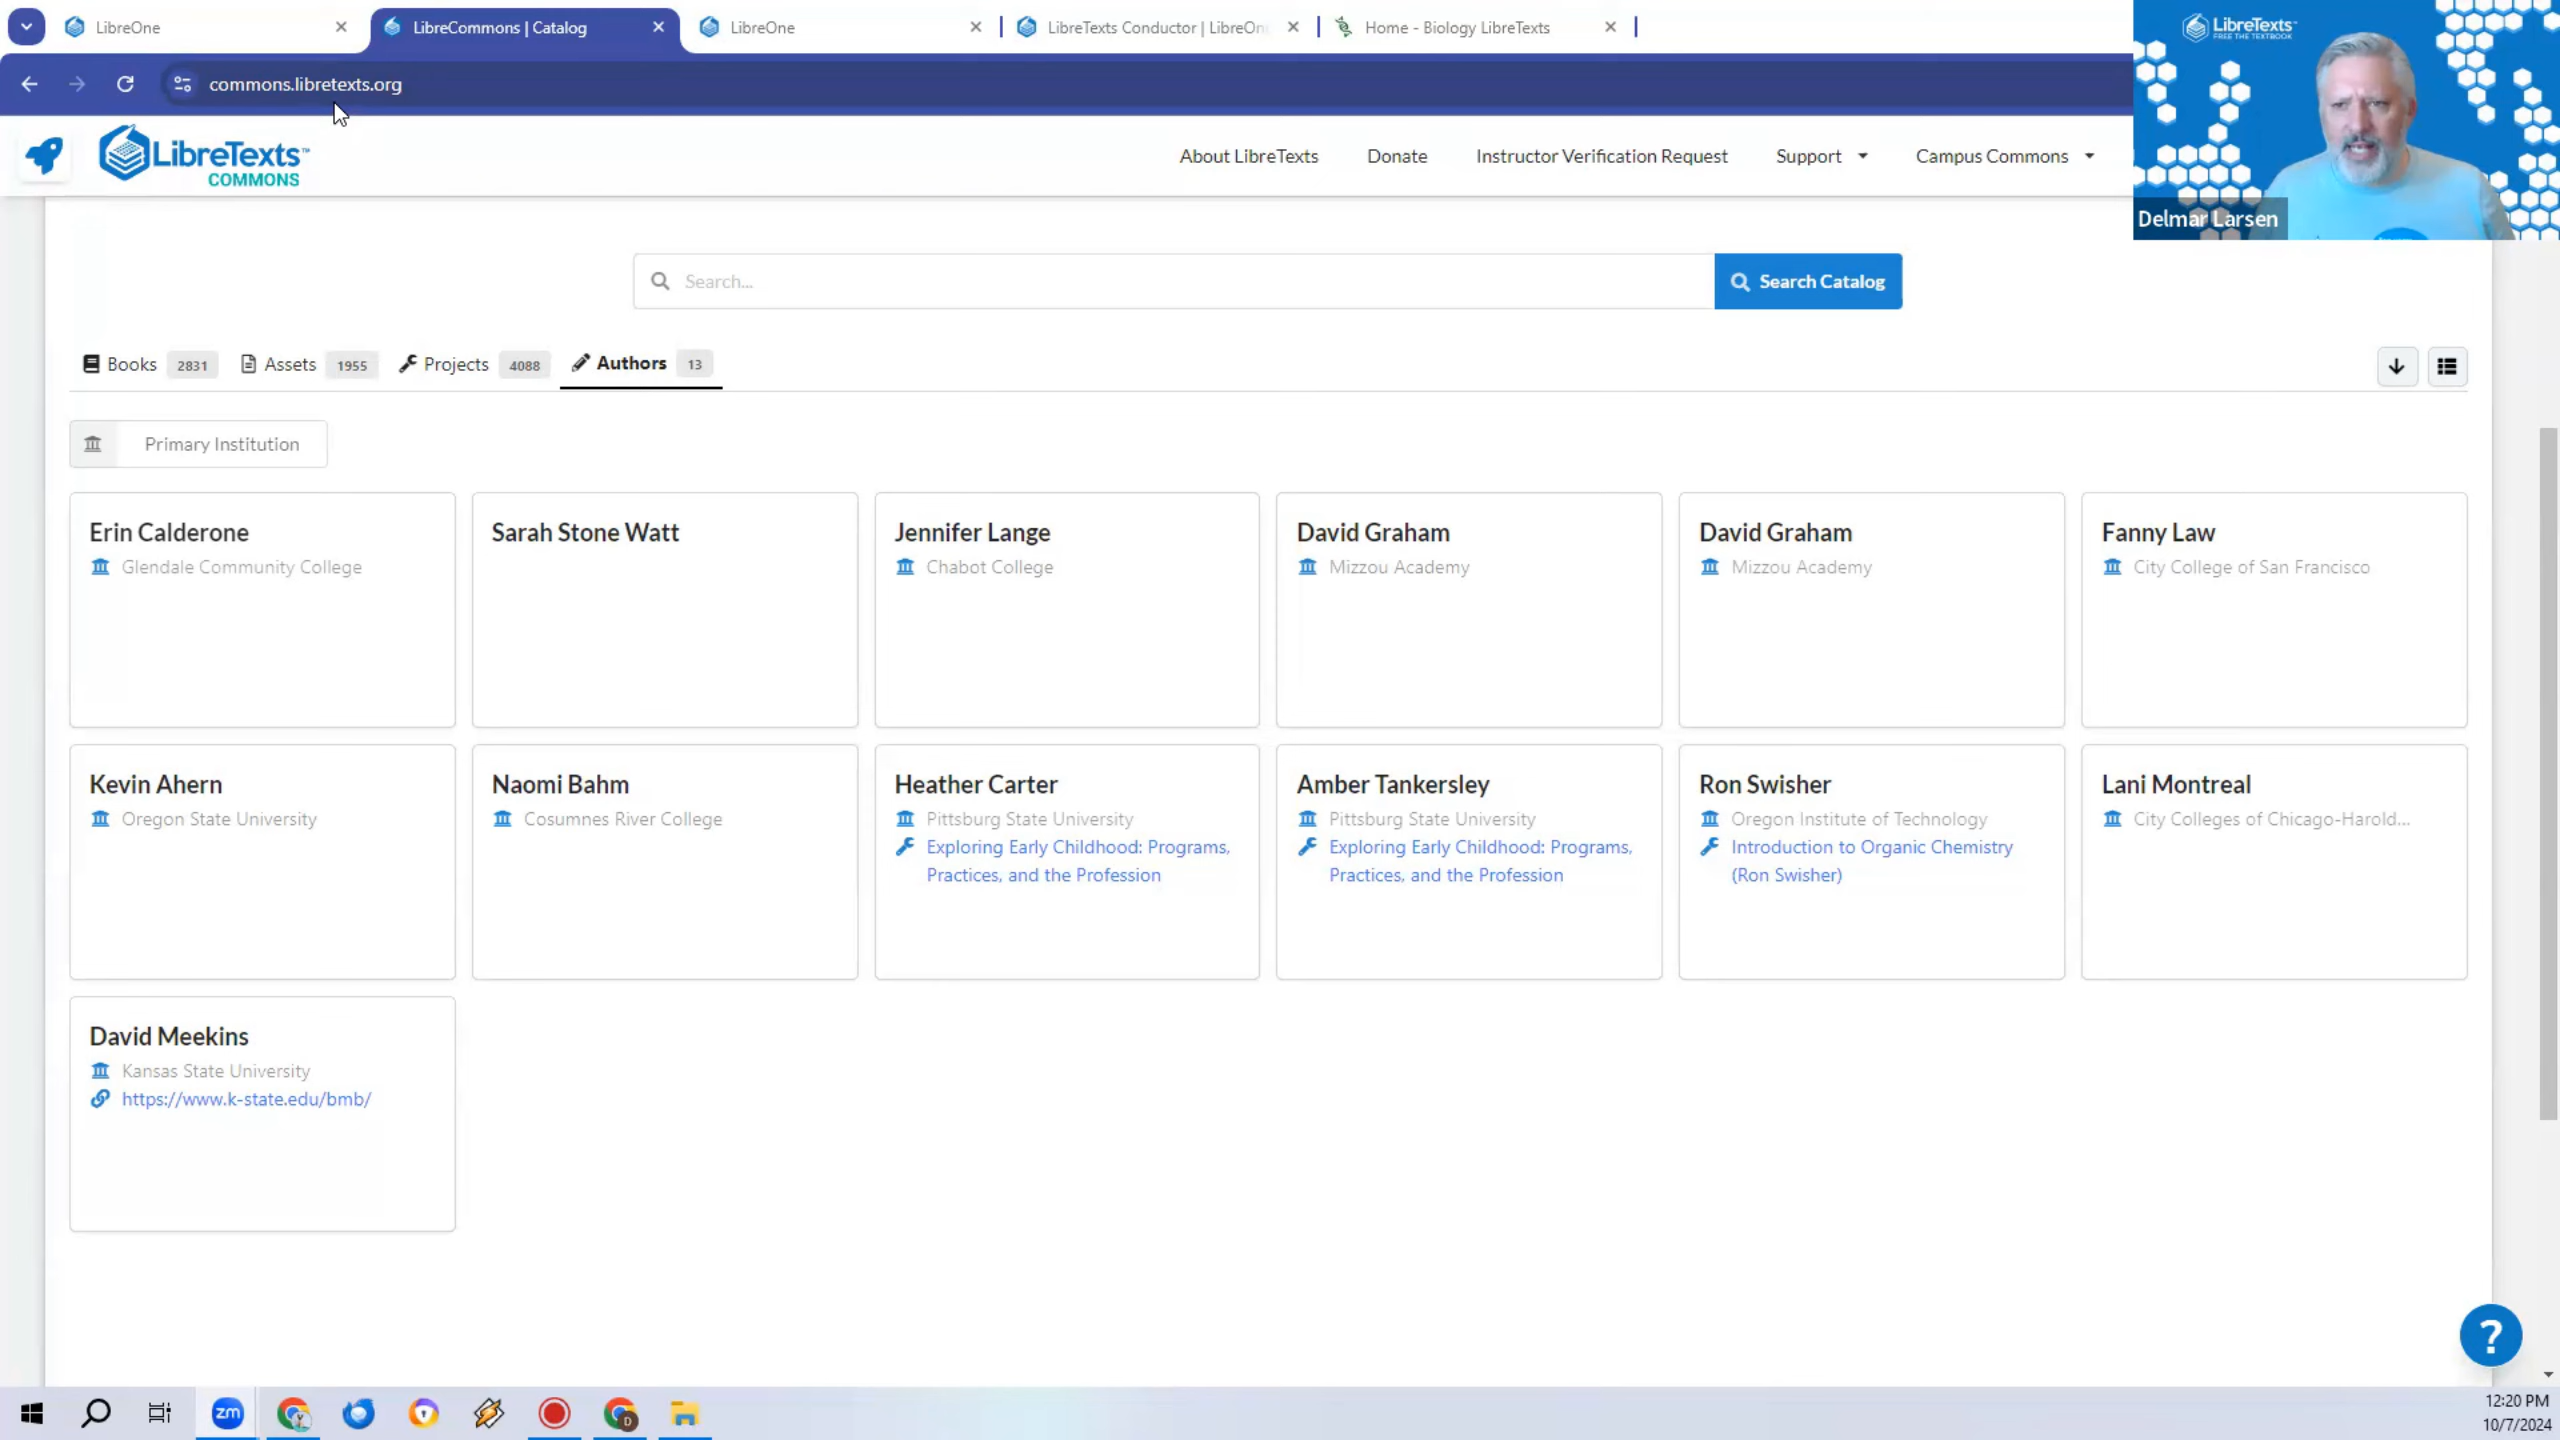 LibreOne
LibreCommons | Catalog
LibreOne
LibreTexts Conductor | LibreOn
Home - Biology LibreTexts
commons.libretexts.org
LibreTexts™
FREE THE TEXTBOOK
Delmar Larsen
LibreTexts™
COMMONS
About LibreTexts
Donate
Instructor Verification Request
Support
Campus Commons
Search...
Search Catalog
Books 2831
Assets 1955
Projects 4088
Authors 13
Primary Institution
Erin Calderone
Glendale Community College
Sarah Stone Watt
Jennifer Lange
Chabot College
David Graham
Mizzou Academy
David Graham
Mizzou Academy
Fanny Law
City College of San Francisco
Kevin Ahern
Oregon State University
Naomi Bahm
Cosumnes River College
Heather Carter
Pittsburg State University
Exploring Early Childhood: Programs,
Practices, and the Profession
Amber Tankersley
Pittsburg State University
Exploring Early Childhood: Programs,
Practices, and the Profession
Ron Swisher
Oregon Institute of Technology
Introduction to Organic Chemistry
(Ron Swisher)
Lani Montreal
City Colleges of Chicago-Harold...
David Meekins
Kansas State University
https://www.k-state.edu/bmb/
?
zm
D
12:20 PM
10/7/2024